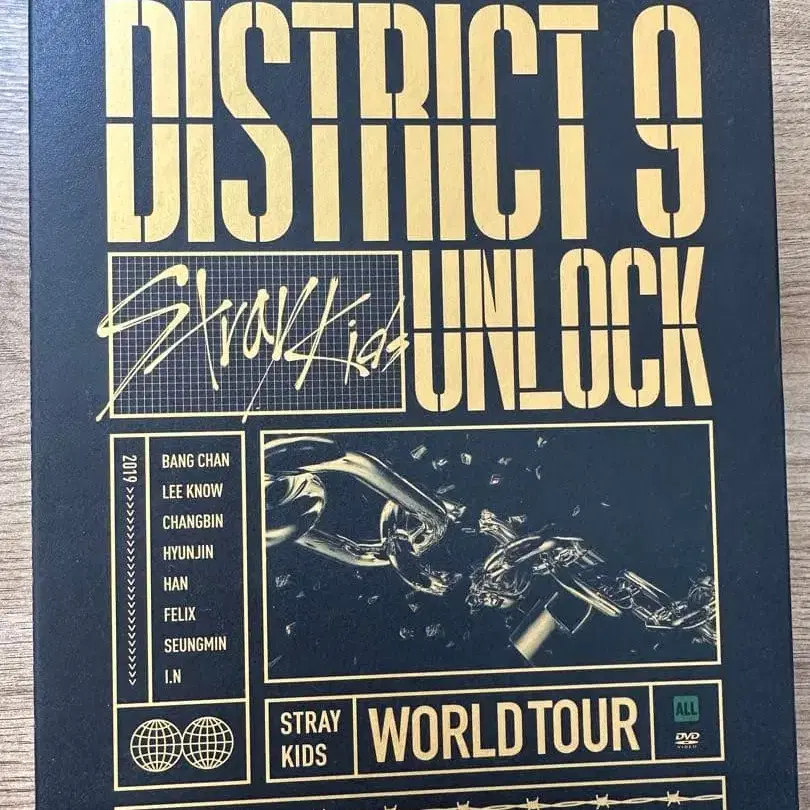 DISTRICT 9
Stray Kids
UNLOCK
2019 >>>>>>>>>>>>>>>>>>>>
BANG CHAN
LEE KNOW
CHANGBIN
HYUNJIN
HAN
FELIX
SEUNGMIN
I.N
STRAY
KIDS
WORLD TOUR
ALL
DVD
VIDEO